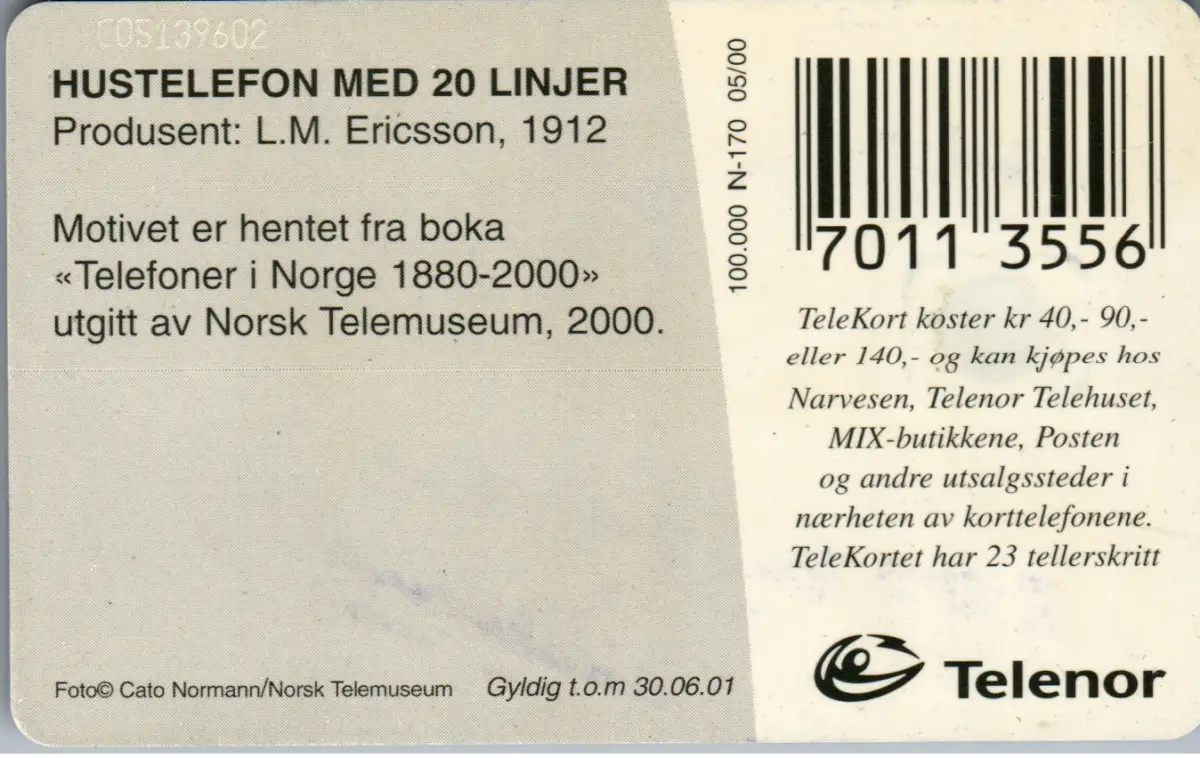 C05139602
HUSTELEFON MED 20 LINJER
Produsent: L.M. Ericsson, 1912
Motivet er hentet fra boka
«Telefoner i Norge 1880-2000»
utgitt av Norsk Telemuseum, 2000.
Foto© Cato Normann/Norsk Telemuseum
Gyldig t.o.m 30.06.01
100.000 N-170 05/00
7011 3556
TeleKort koster kr 40,- 90,-
eller 140,- og kan kjøpes hos
Narvesen, Telenor Telehuset,
MIX-butikkene, Posten
og andre utsalgssteder i
nærheten av korttelefonene.
TeleKortet har 23 tellerskritt
Telenor